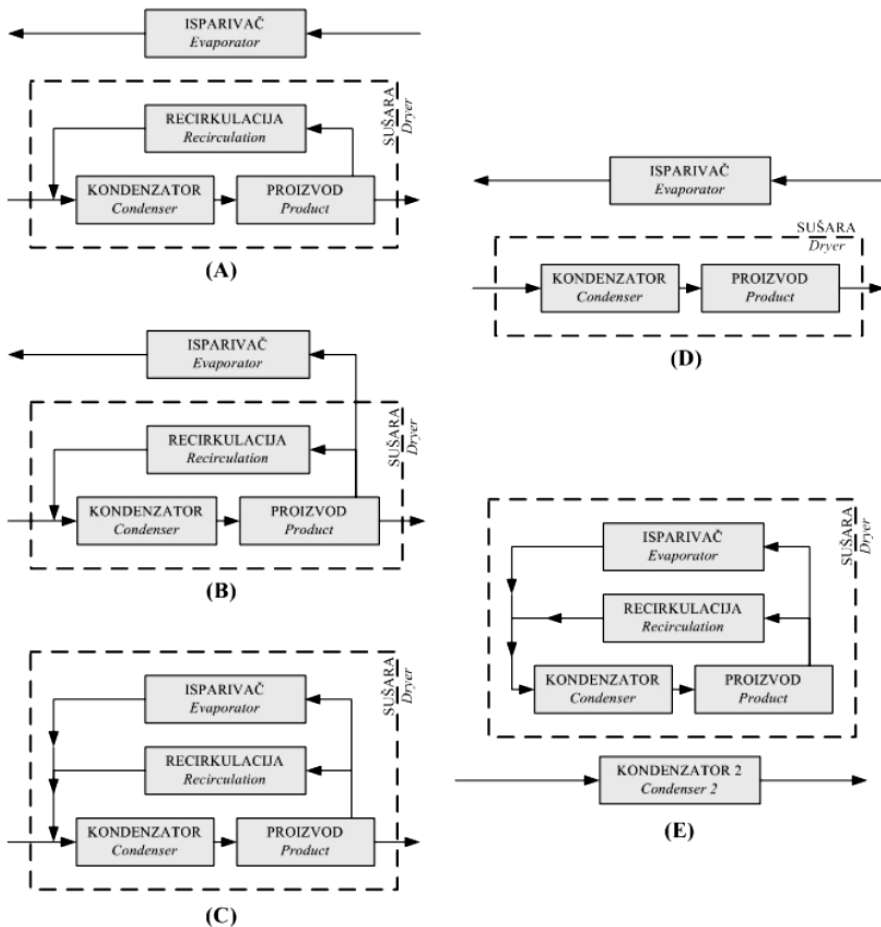 ISPARIVAČ
Evaporator
SUŠARA
Dryer
RECIRKULACIJA
Recirculation
KONDENZATOR
Condenser
PROIZVOD
Product
(A)
ISPARIVAČ
Evaporator
SUŠARA
Dryer
RECIRKULACIJA
Recirculation
KONDENZATOR
Condenser
PROIZVOD
Product
(B)
SUŠARA
Dryer
ISPARIVAČ
Evaporator
RECIRKULACIJA
Recirculation
KONDENZATOR
Condenser
PROIZVOD
Product
(C)
ISPARIVAČ
Evaporator
SUŠARA
Dryer
KONDENZATOR
Condenser
PROIZVOD
Product
(D)
SUŠARA
Dryer
ISPARIVAČ
Evaporator
RECIRKULACIJA
Recirculation
KONDENZATOR
Condenser
PROIZVOD
Product
KONDENZATOR 2
Condenser 2
(E)